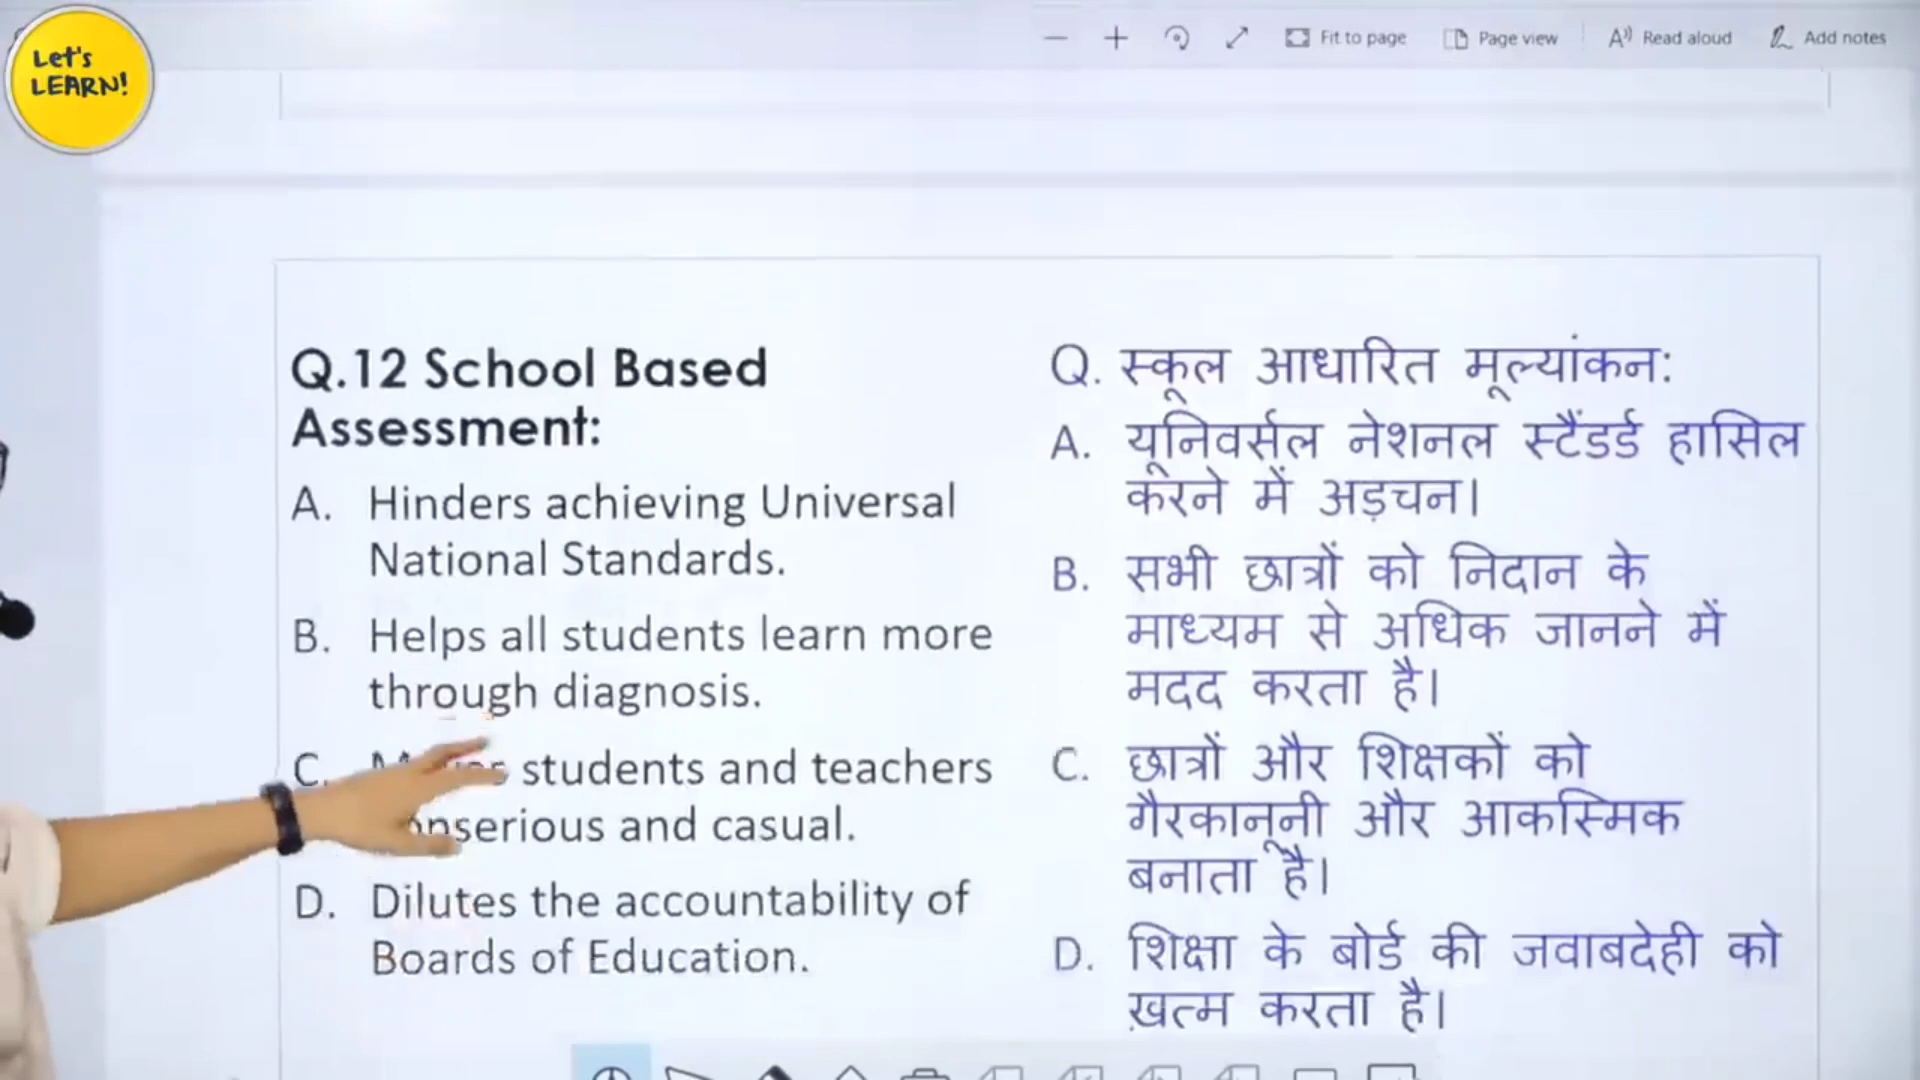 Let's
LEARN!
Fit to page
Page view
Read aloud
Add notes
Q.12 School Based
Assessment:
A. Hinders achieving Universal
National Standards.
B. Helps all students learn more
through diagnosis.
C. students and teachers
and casual.
D. Dilutes the accountability of
Boards of Education.
Q. स्कूल आधारित मूल्यांकन:
A. यूनिवर्सल नेशनल स्टैंडर्ड हासिल
करने में अड़चन।
B. सभी छात्रों को निदान के
माध्यम से अधिक जानने में
मदद करता है।
C. छात्रों और शिक्षकों को
गैरकानूनी और आकस्मिक
बनाता है।
D. शिक्षा के बोर्ड की जवाबदेही को
ख़त्म करता है।